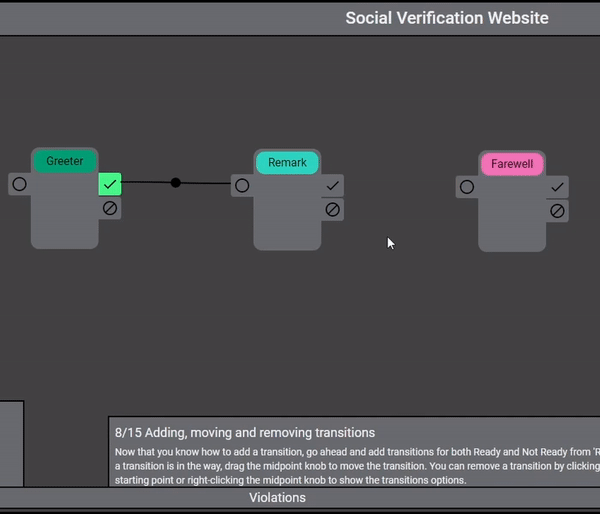 Social Verification Website
Greeter
Remark
Farewell
8/15 Adding, moving and removing transitions
Now that you know how to add a transition, go ahead and add transitions for both Ready and Not Ready from 'R
a transition is in the way, drag the midpoint knob to move the transition. You can remove a transition by clicking
starting point or right-clicking the midpoint knob to show the transitions options.
Violations